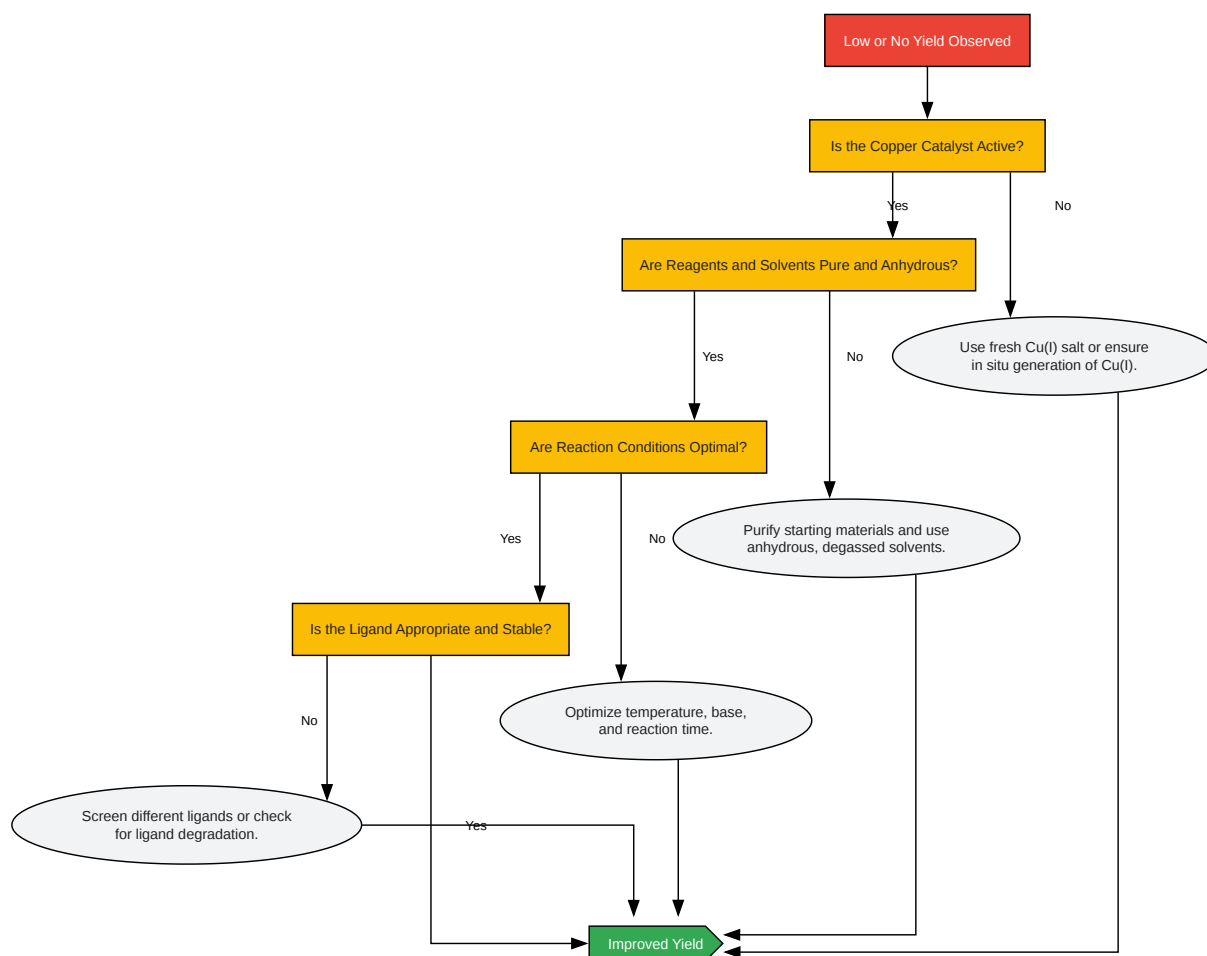 Low or No Yield Observed
Is the Copper Catalyst Active?
Yes
No
Are Reagents and Solvents Pure and Anhydrous?
Use fresh Cu(I) salt or ensure
in situ generation of Cu(I).
Yes
No
Are Reaction Conditions Optimal?
Purify starting materials and use
anhydrous, degassed solvents.
Yes
No
Is the Ligand Appropriate and Stable?
Optimize temperature, base,
and reaction time.
No
Screen different ligands or check
for ligand degradation.
Yes
Improved Yield